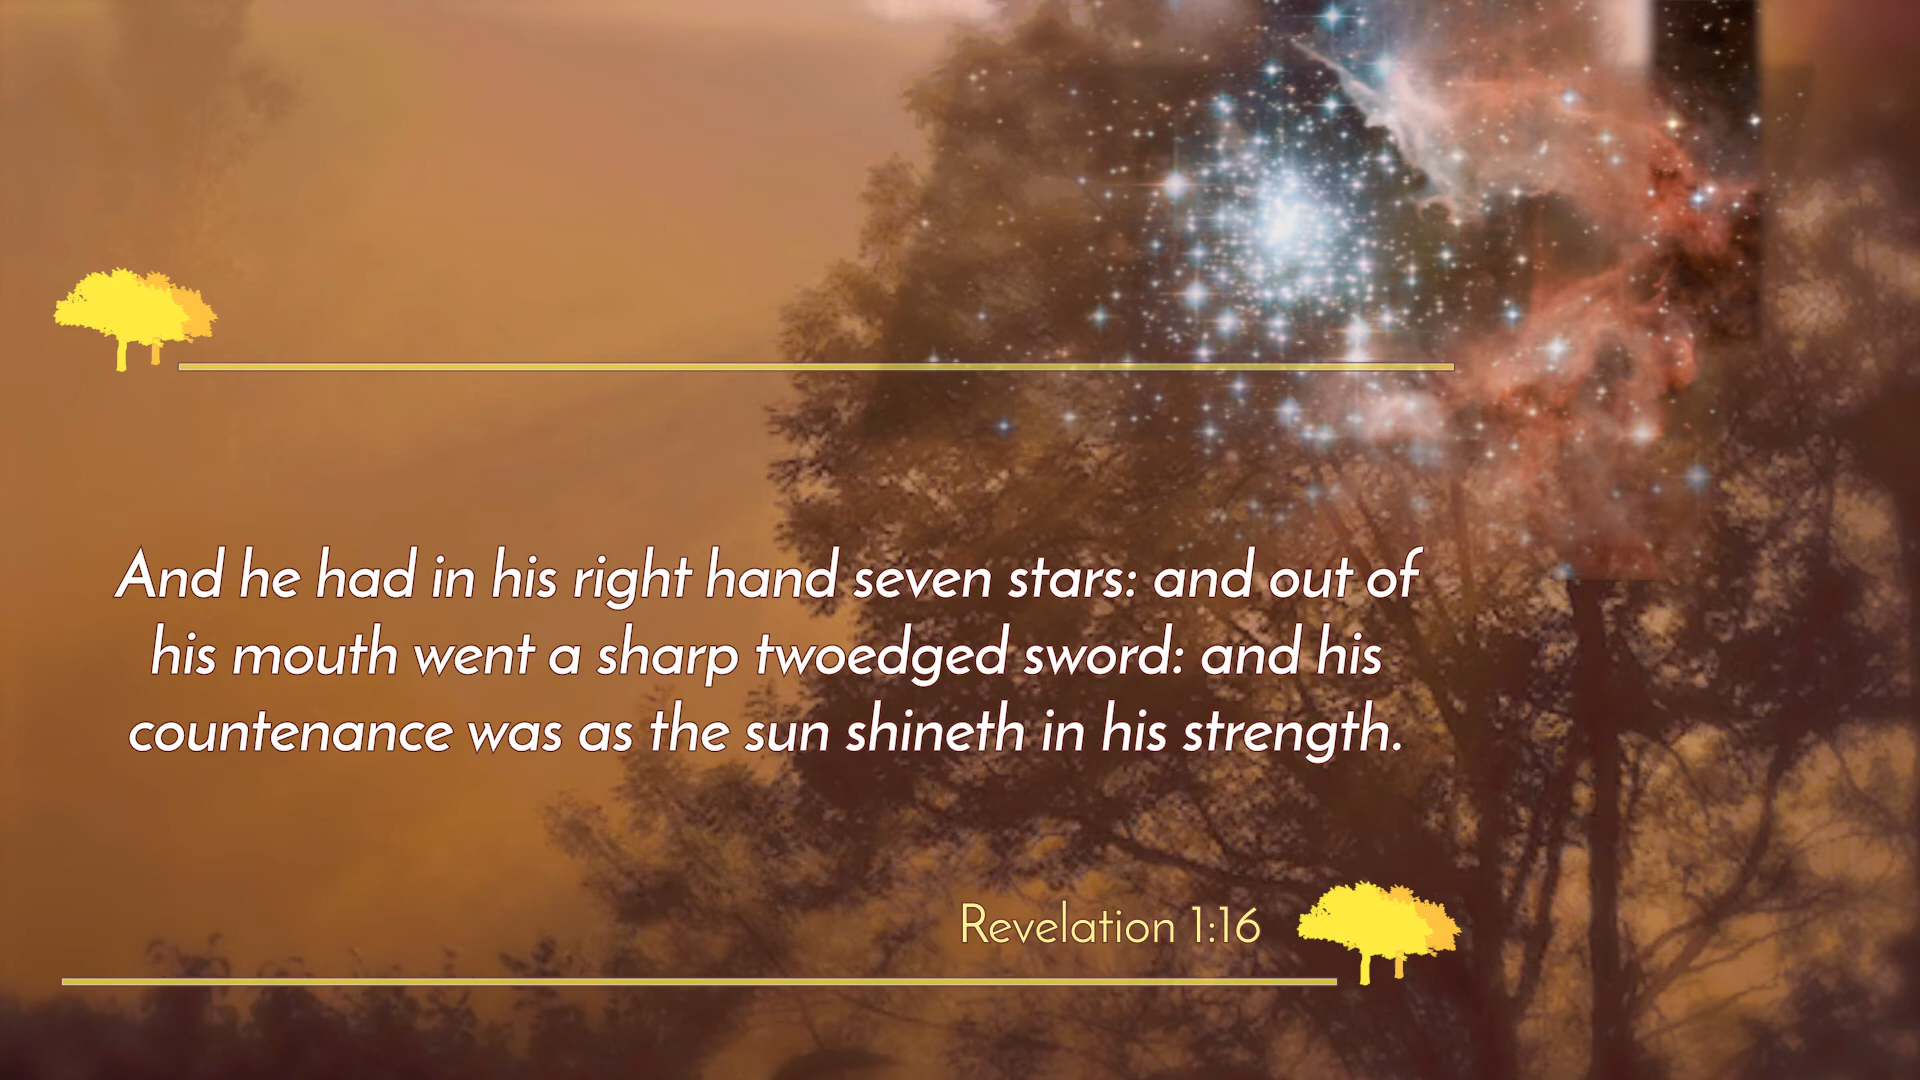 And he had in his right hand seven stars: and out of
his mouth went a sharp twoedged sword: and his
countenance was as the sun shineth in his strength.
Revelation 1:16